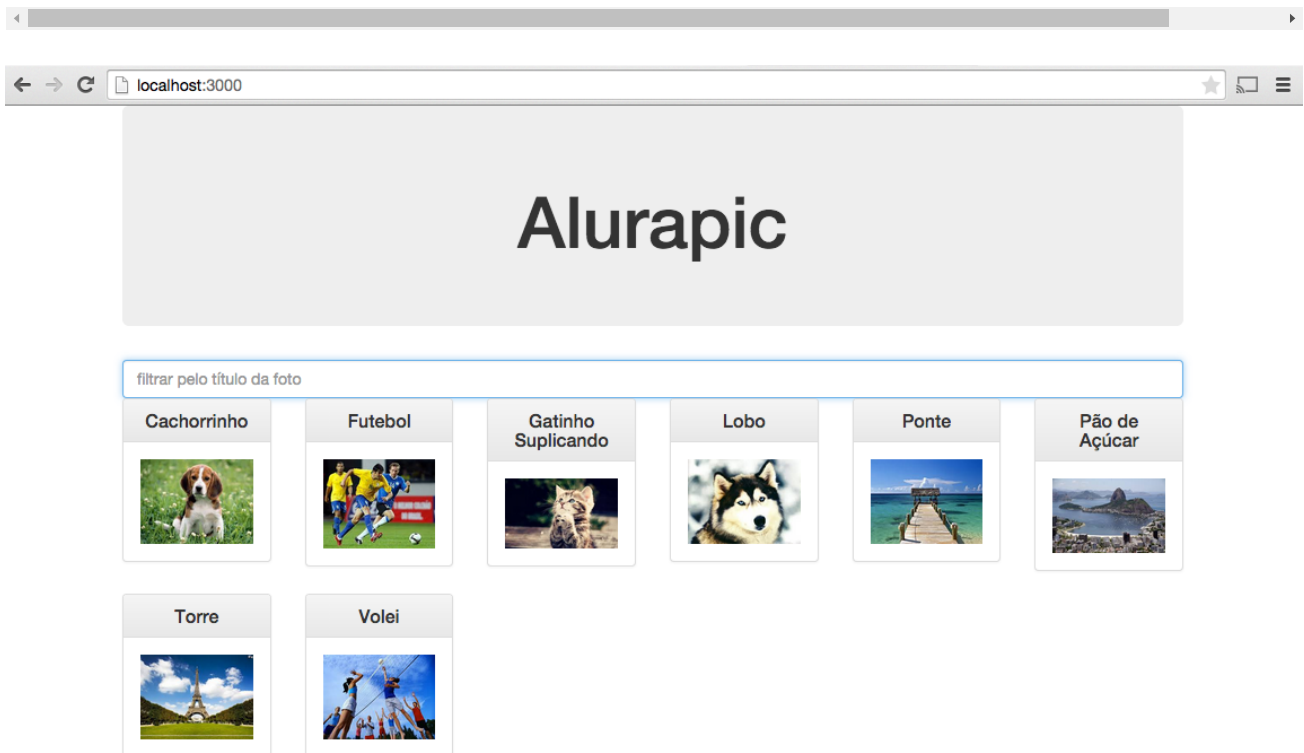 localhost:3000
Alurapic
filtrar pelo título da foto
Cachorrinho
Futebol
Gatinho
Suplicando
Lobo
Ponte
Pão de
Açúcar
Torre
Volei